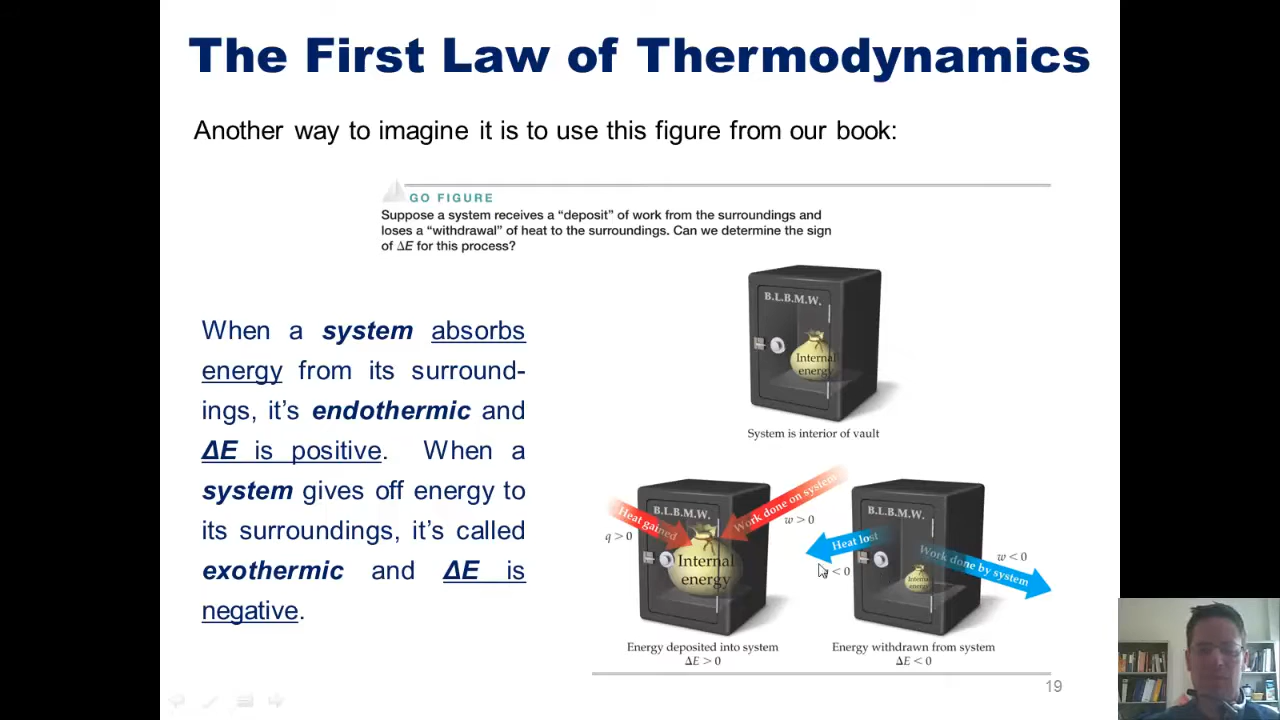 The First Law of Thermodynamics
Another way to imagine it is to use this figure from our book:
GO FIGURE
Suppose a system receives a “deposit” of work from the surroundings and
loses a “withdrawal” of heat to the surroundings. Can we determine the sign
of ΔE for this process?
When a system absorbs
energy from its surround-
ings, it’s endothermic and
ΔE is positive. When a
system gives off energy to
its surroundings, it’s called
exothermic and ΔE is
negative.
B.L.B.M.W.
Internal
energy
System is interior of vault
B.L.B.M.W.
Heat gained
Work done on system
q > 0
w > 0
Internal
energy
Energy deposited into system
ΔE > 0
B.L.B.M.W.
Heat lost
Work done by system
< 0
w < 0
Internal
energy
Energy withdrawn from system
ΔE < 0
19